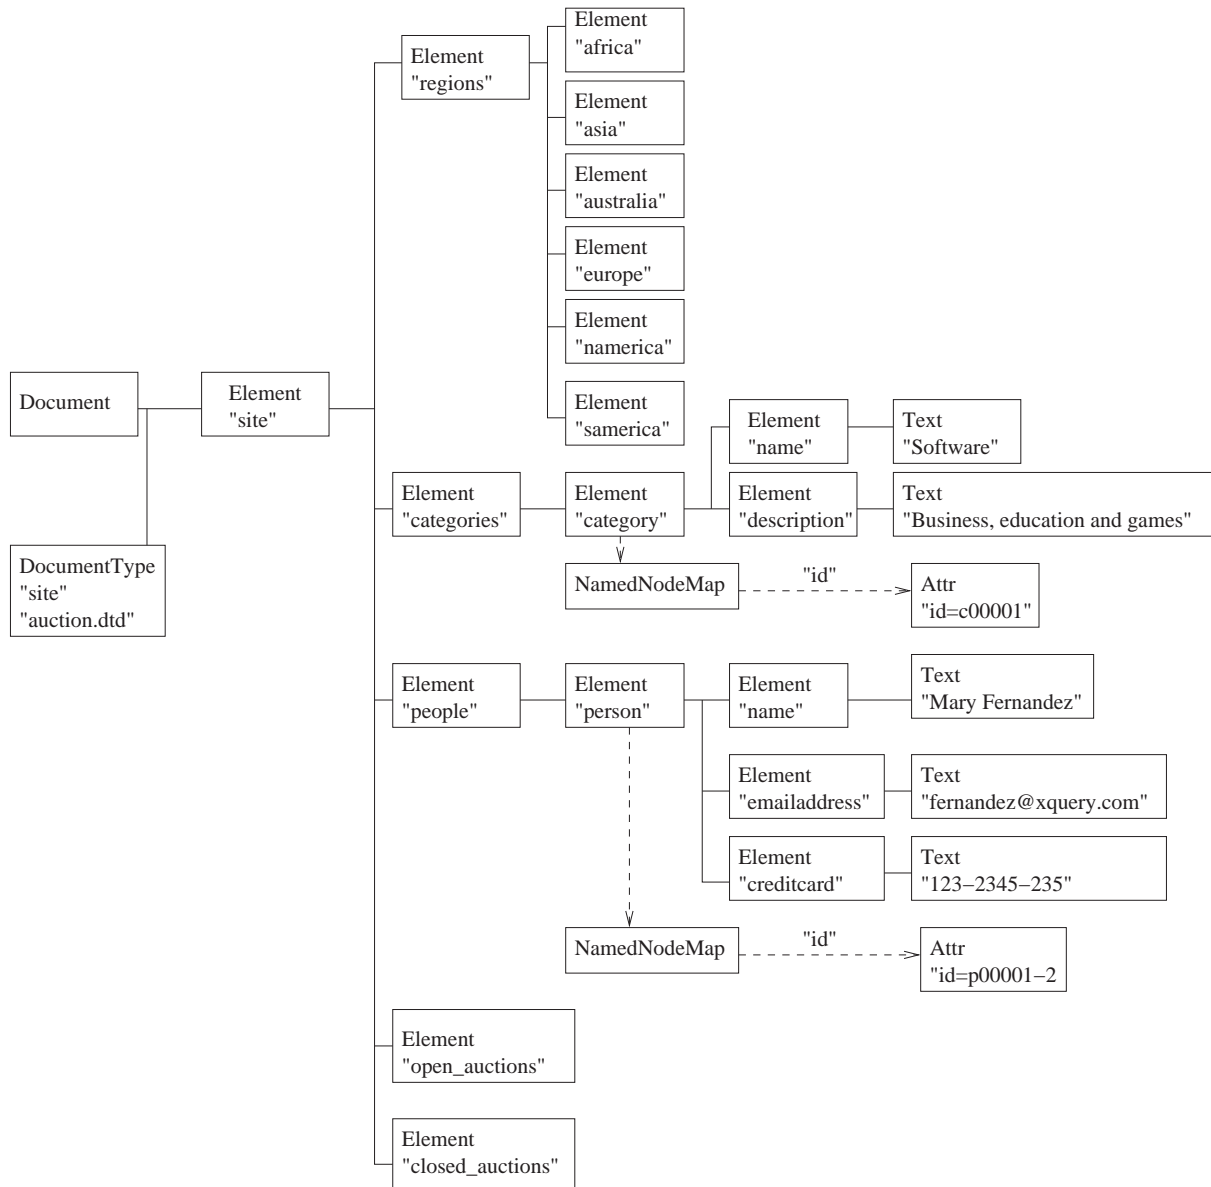 Element
"africa"
Element
"regions"
Element
"asia"
Element
"australia"
Element
"europe"
Element
"namerica"
Document
Element
"site"
Element
"samerica"
Element
"name"
Text
"Software"
Element
"categories"
Element
"category"
Element
"description"
Text
"Business, education and games"
DocumentType
"site"
"auction.dtd"
NamedNodeMap
"id"
Attr
"id=c00001"
Element
"people"
Element
"person"
Element
"name"
Text
"Mary Fernandez"
Element
"emailaddress"
Text
"fernandez@xquery.com"
Element
"creditcard"
Text
"123−2345−235"
NamedNodeMap
"id"
Attr
"id=p00001−2
Element
"open_auctions"
Element
"closed_auctions"